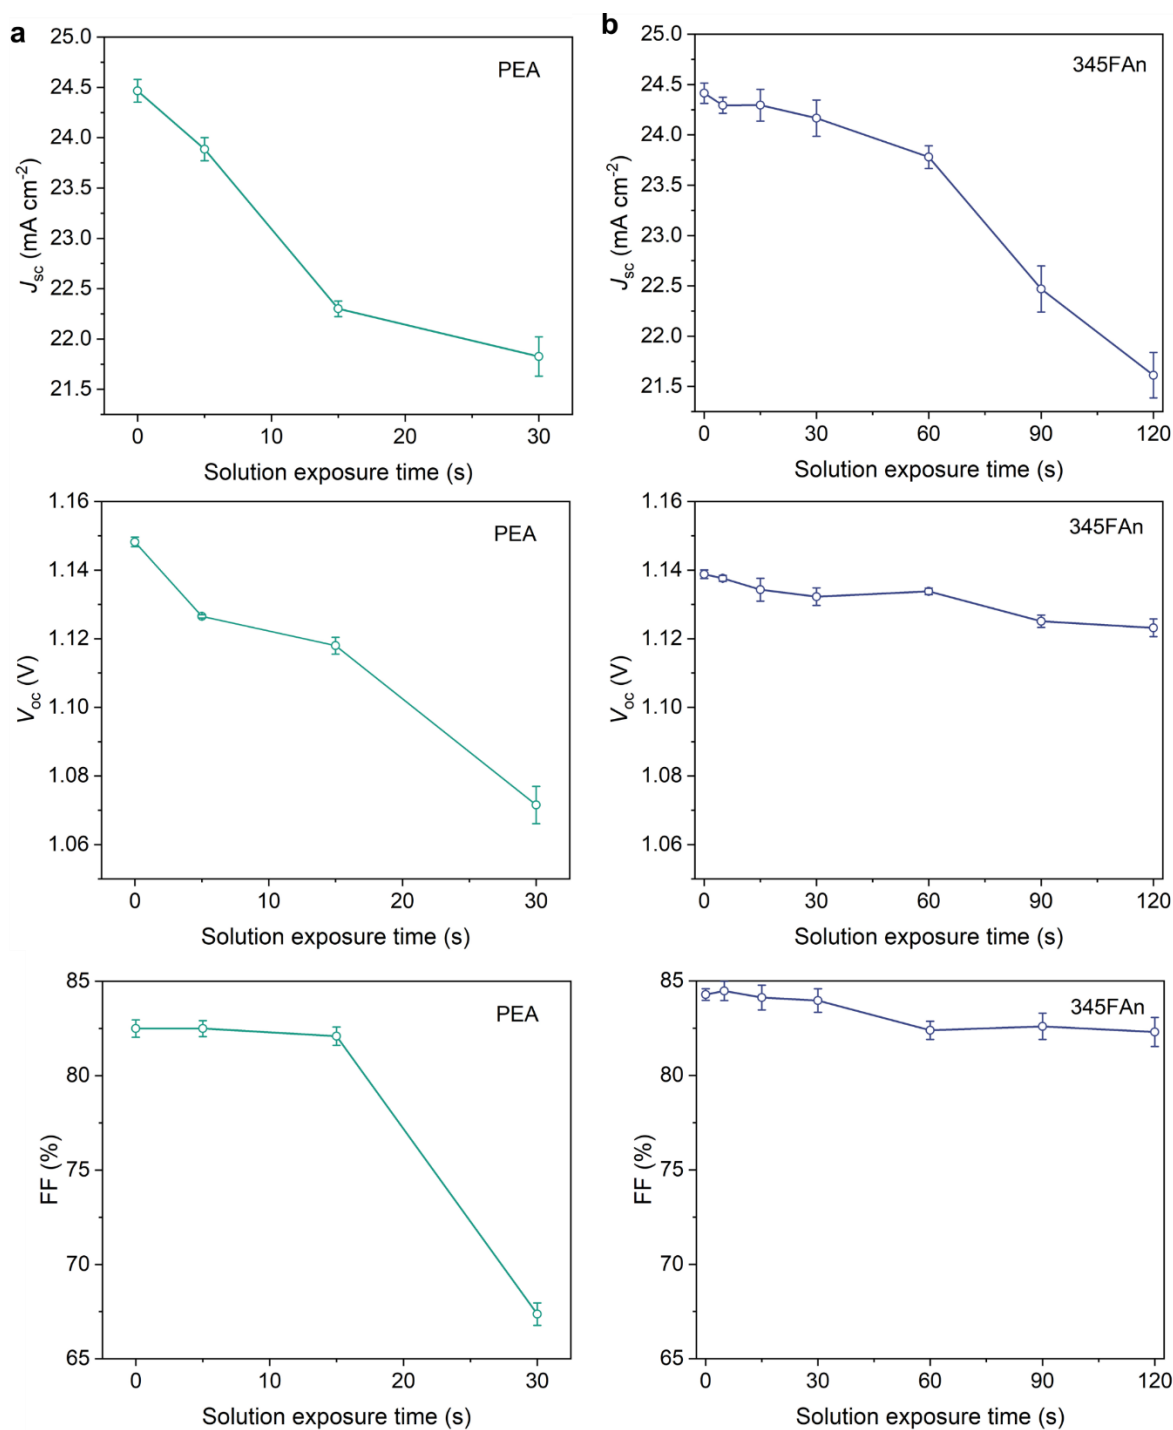 a
PEA
25.0
24.5
24.0
23.5
23.0
22.5
22.0
21.5
Jsc (mA cm-2)
0 10 20 30
Solution exposure time (s)
b
345FAn
25.0
24.5
24.0
23.5
23.0
22.5
22.0
21.5
Jsc (mA cm-2)
0 30 60 90 120
Solution exposure time (s)
PEA
1.16
1.14
1.12
1.10
1.08
1.06
Voc (V)
0 10 20 30
Solution exposure time (s)
345FAn
1.16
1.14
1.12
1.10
1.08
1.06
Voc (V)
0 30 60 90 120
Solution exposure time (s)
PEA
85
80
75
70
65
FF (%)
0 10 20 30
Solution exposure time (s)
345FAn
85
80
75
70
65
FF (%)
0 30 60 90 120
Solution exposure time (s)